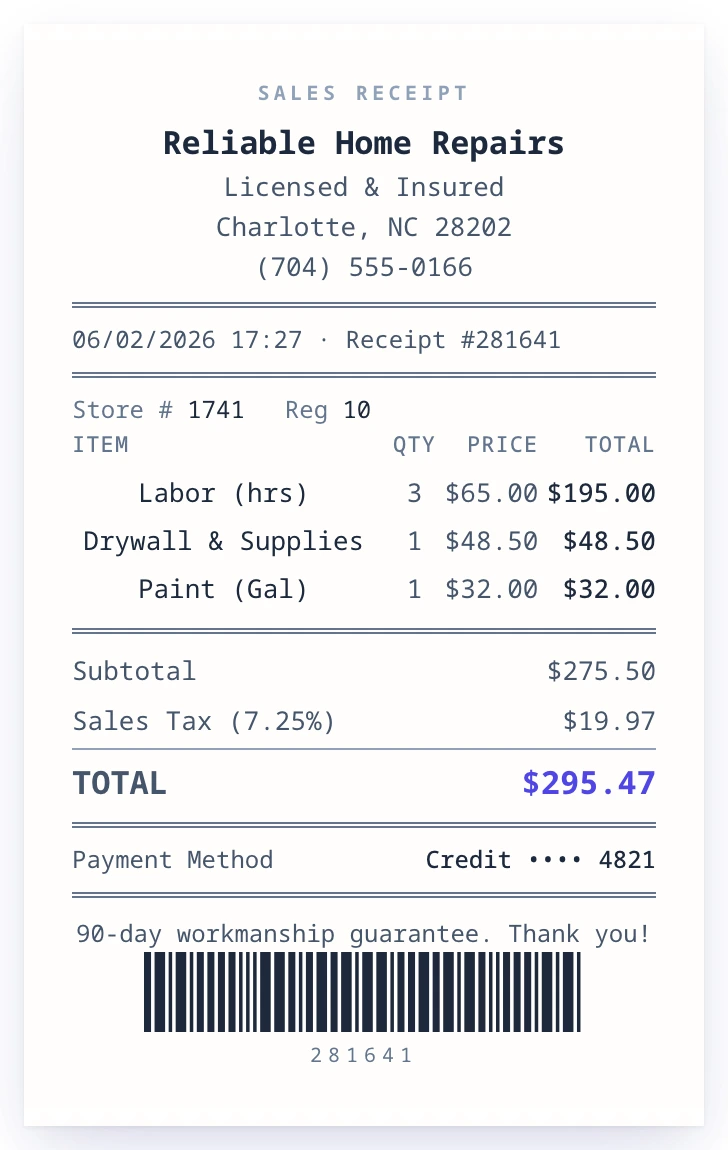 SALES RECEIPT
Reliable Home Repairs
Licensed & Insured
Charlotte, NC 28202
(704) 555-0166
06/02/2026 17:27 · Receipt #281641
Store # 1741 Reg 10
ITEM QTY PRICE TOTAL
Labor (hrs) 3 $65.00 $195.00
Drywall & Supplies 1 $48.50 $48.50
Paint (Gal) 1 $32.00 $32.00
Subtotal $275.50
Sales Tax (7.25%) $19.97
TOTAL $295.47
Payment Method Credit •••• 4821
90-day workmanship guarantee. Thank you!
281641